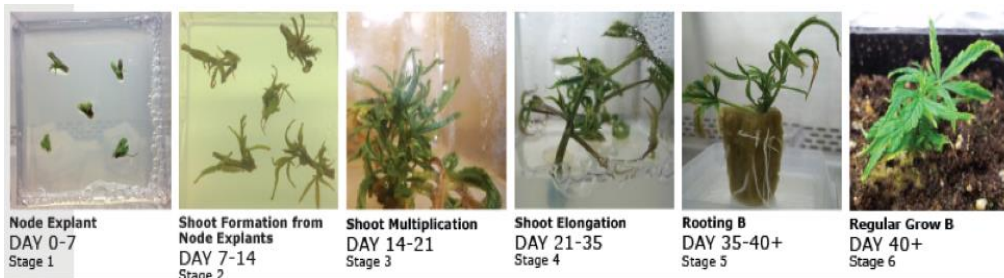 Node Explant
DAY 0-7
Stage 1
Shoot Formation from
Node Explants
DAY 7-14
Stage 2
Shoot Multiplication
DAY 14-21
Stage 3
Shoot Elongation
DAY 21-35
Stage 4
Rooting B
DAY 35-40+
Stage 5
Regular Grow B
DAY 40+
Stage 6